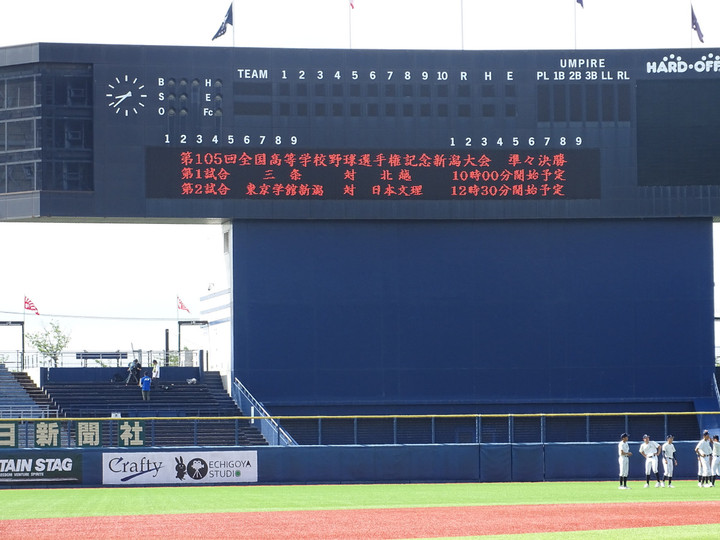 UMPIRE
TEAM 1 2 3 4 5 6 7 8 9 10 R H E
PL 1B 2B 3B LL RL
HARD·OFF
B H
S E
O Fc
1 2 3 4 5 6 7 8 9
1 2 3 4 5 6 7 8 9
第105回全国高等学校野球選手権記念新潟大会 準々決勝
第1試合 三条 対 北越 10時00分開始予定
第2試合 東京学館新潟 対 日本文理 12時30分開始予定
日新聞社
TAIN STAG
Crafty
ECHIGOYA
STUDIO